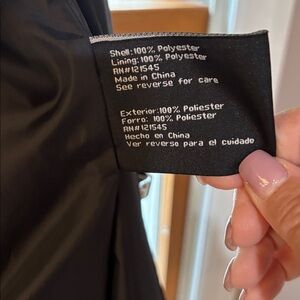 Shell:100% Polyester
Lining:100% Polyester
RN#121545
Made in China
See reverse for care
Exterior:100% Poliester
Forro: 100% Poliester
RN#121545
Hecho en China
Ver reverso para el cuidado